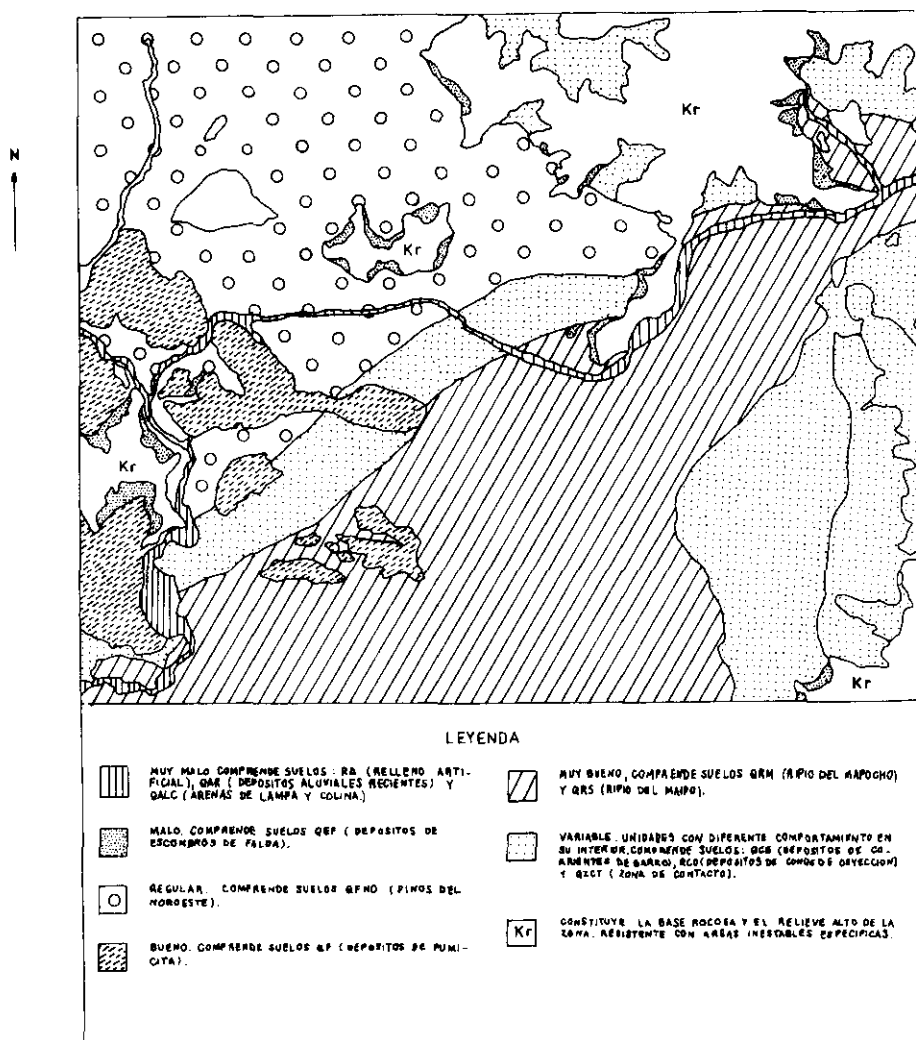 N
Kr
Kr
Kr
Kr
LEYENDA
MUY MALO COMPRENDE SUELOS: RA (RELLENO ARTI-
FICIAL), QAR (DEPOSITOS ALUVIALES RECIENTES) Y
QALC (ARENAS DE LAMPA Y COLINA.)
MALO. COMPRENDE SUELOS QEF (DEPOSITOS DE
ESCOMBROS DE FALDA).
REGULAR. COMPRENDE SUELOS QFNO (FINOS DEL
NOROESTE).
BUENO. COMPRENDE SUELOS QP (DEPOSITOS DE PUMI-
CITA).
MUY BUENO, COMPRENDE SUELOS QRM (RIPIO DEL MAPOCHO)
Y QRS (RIPIO DEL MAIPO).
VARIABLE. UNIDADES CON DIFERENTE COMPORTAMIENTO EN
SU INTERIOR. COMPRENDE SUELOS: QCB (DEPOSITOS DE CO-
RRIENTES DE BARRO), RCO (DEPOSITOS DE CONOS DE DEYECCION)
Y QZCT (ZONA DE CONTACTO).
Kr
CONSTITUYE LA BASE ROCOSA Y EL RELIEVE ALTO DE LA
ZONA. RESISTENTE CON AREAS INESTABLES ESPECIFICAS.